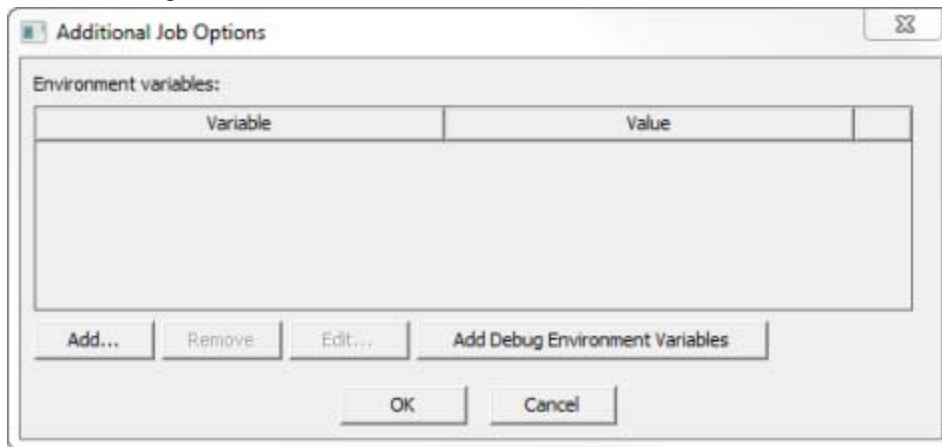 Additional Job Options
Environment variables:
Variable Value
Add... Remove Edit... Add Debug Environment Variables
OK Cancel